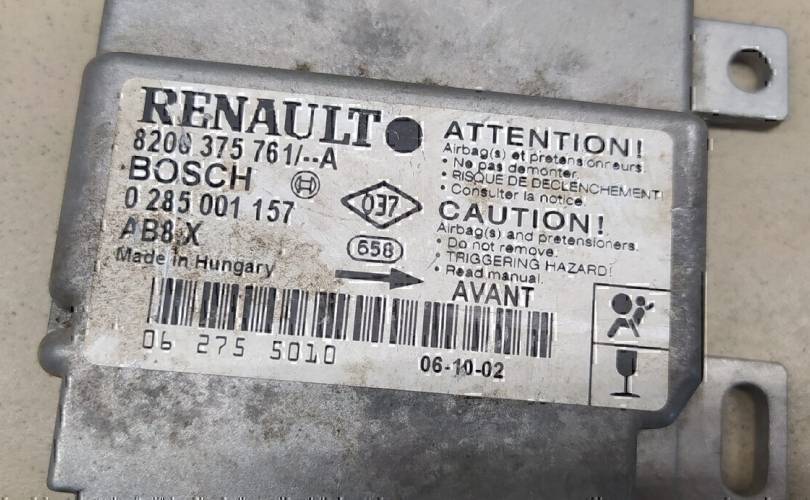 RENAULT
8200 375 761/--A
BOSCH
0 285 001 157
AB8 X
Made in Hungary
037
658
ATTENTION!
Airbag(s) et pretensionneurs.
• Ne pas demonter.
• RISQUE DE DECLENCHEMENT!
• Consulter la notice.
CAUTION!
Airbag(s) and pretensioners.
• Do not remove.
• TRIGGERING HAZARD!
• Read manual.
AVANT
06 275 5010
06-10-02